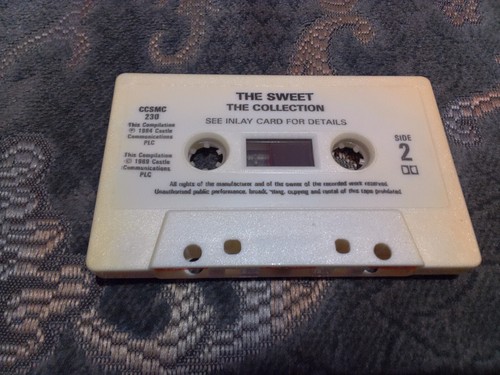 THE SWEET
THE COLLECTION
SEE INLAY CARD FOR DETAILS
CCSMC
230
This Compilation
℗ 1984 Castle
Communications
PLC
This Compilation
© 1989 Castle
Communications
PLC
SIDE
2
All rights of the manufacturer and of the owner of the recorded work reserved.
Unauthorised public performance, copying and rental of this tape prohibited.